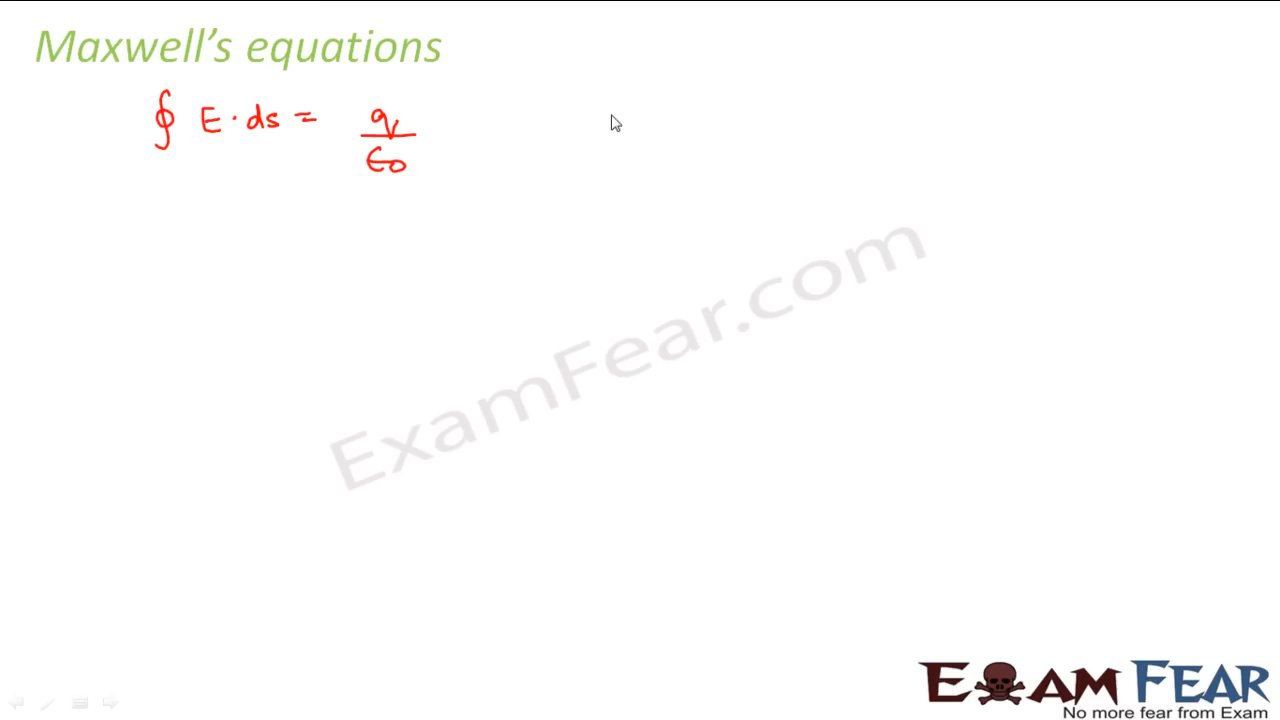 Maxwell's equations
∮ E · ds = q/ϵ₀
ExamFear.com
EXAM FEAR
No more fear from Exam